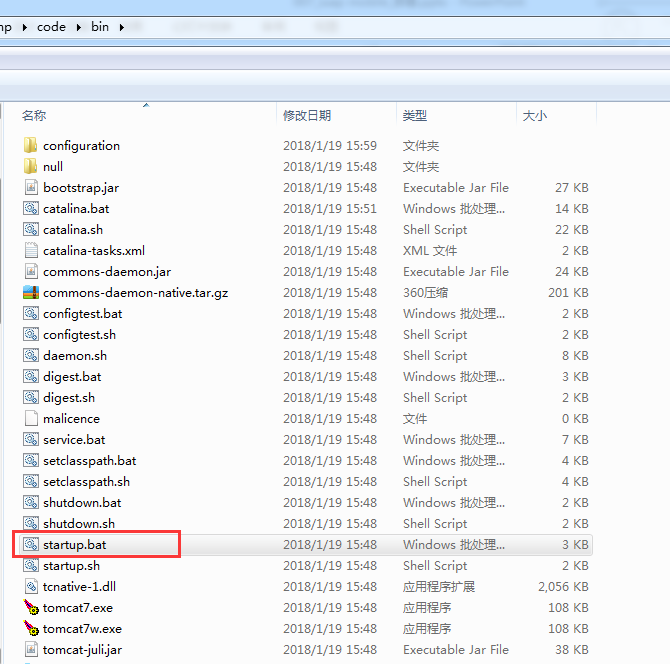 mp ▸ code ▸ bin ▸
名称 修改日期 类型 大小
configuration 2018/1/19 15:59 文件夹
null 2018/1/19 15:48 文件夹
bootstrap.jar 2018/1/19 15:48 Executable Jar File 27 KB
catalina.bat 2018/1/19 15:51 Windows 批处理... 14 KB
catalina.sh 2018/1/19 15:48 Shell Script 22 KB
catalina-tasks.xml 2018/1/19 15:48 XML 文件 2 KB
commons-daemon.jar 2018/1/19 15:48 Executable Jar File 24 KB
commons-daemon-native.tar.gz 2018/1/19 15:48 360压缩 201 KB
configtest.bat 2018/1/19 15:48 Windows 批处理... 2 KB
configtest.sh 2018/1/19 15:48 Shell Script 2 KB
daemon.sh 2018/1/19 15:48 Shell Script 8 KB
digest.bat 2018/1/19 15:48 Windows 批处理... 3 KB
digest.sh 2018/1/19 15:48 Shell Script 2 KB
malicence 2018/1/19 15:48 文件 0 KB
service.bat 2018/1/19 15:48 Windows 批处理... 7 KB
setclasspath.bat 2018/1/19 15:48 Windows 批处理... 4 KB
setclasspath.sh 2018/1/19 15:48 Shell Script 4 KB
shutdown.bat 2018/1/19 15:48 Windows 批处理... 2 KB
shutdown.sh 2018/1/19 15:48 Shell Script 2 KB
startup.bat 2018/1/19 15:48 Windows 批处理... 3 KB
startup.sh 2018/1/19 15:48 Shell Script 2 KB
tcnative-1.dll 2018/1/19 15:48 应用程序扩展 2,056 KB
tomcat7.exe 2018/1/19 15:48 应用程序 108 KB
tomcat7w.exe 2018/1/19 15:48 应用程序 108 KB
tomcat-juli.jar 2018/1/19 15:48 Executable Jar File 38 KB